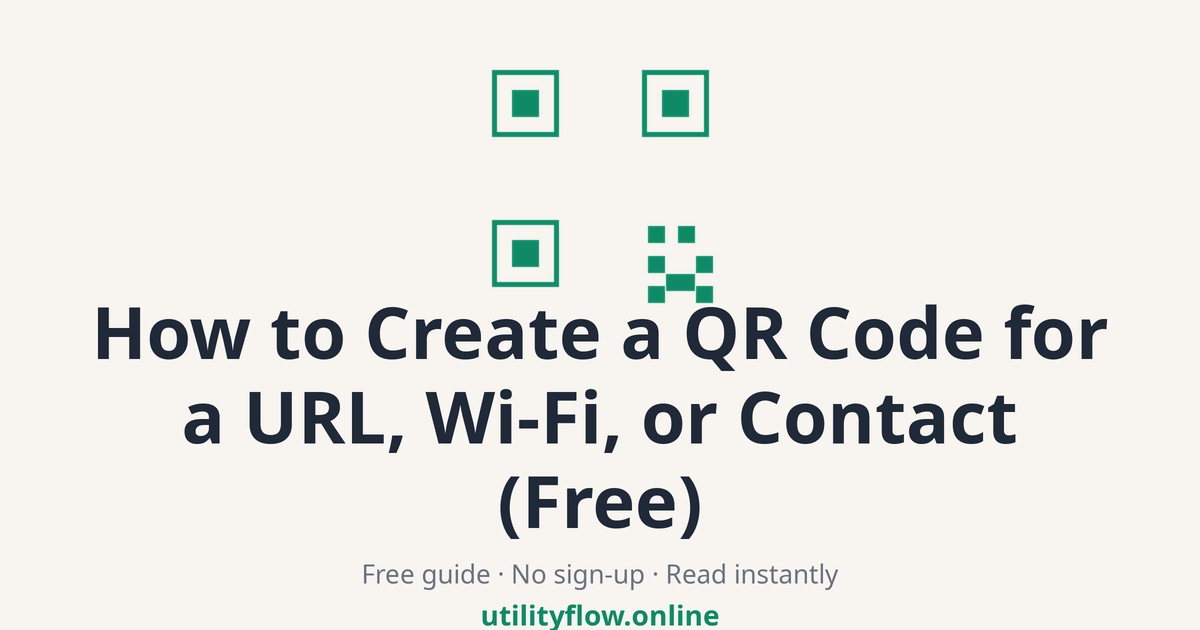 How to Create a QR Code for
a URL, Wi-Fi, or Contact
(Free)
Free guide · No sign-up · Read instantly
utilityflow.online